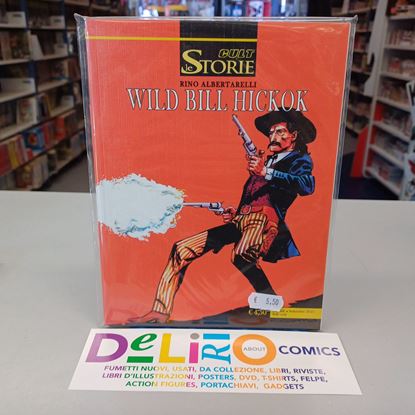 CULT
le STORIE
RINO ALBERTARELLI
WILD BILL HICKOK
€ 5,50
€ 4,50
DeLiRIO ABOUT COMICS
FUMETTI NUOVI, USATI, DA COLLEZIONE, LIBRI, RIVISTE,
LIBRI D'ILLUSTRAZIONI, POSTERS, DVD, T-SHIRTS, FELPE,
ACTION FIGURES, PORTACHIAVI, GADGETS